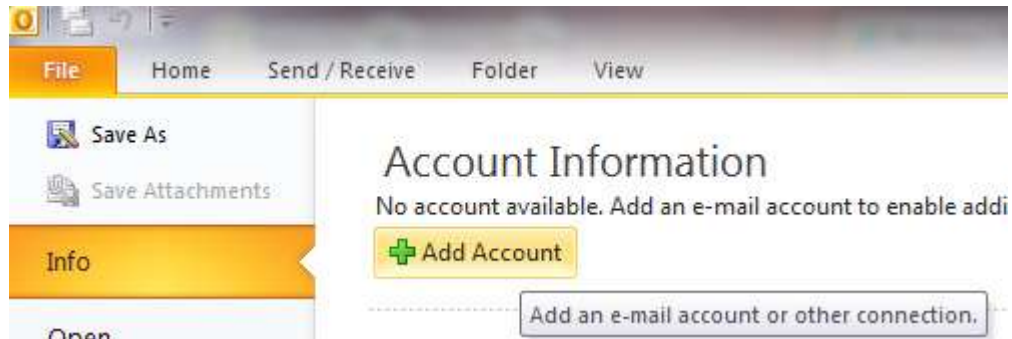 File Home Send / Receive Folder View
Save As
Save Attachments
Account Information
No account available. Add an e-mail account to enable addi
Add Account
Info
Add an e-mail account or other connection.
Open